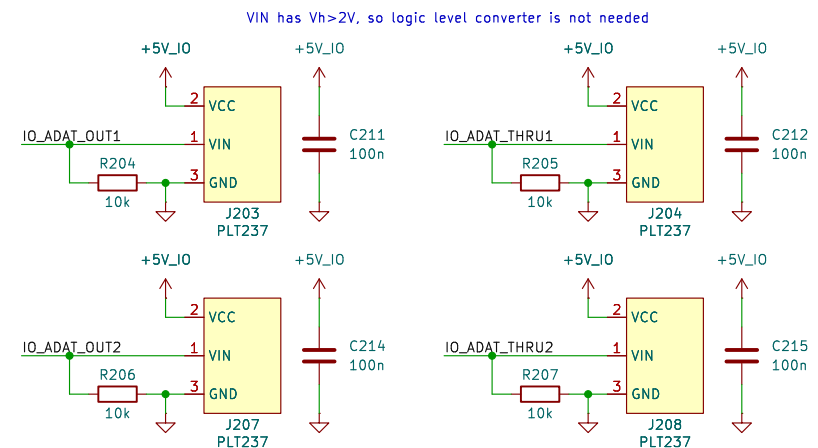 VIN has Vh>2V, so logic level converter is not needed
+5V_IO
+5V_IO
2
VCC
IO_ADAT_OUT1
1
VIN
C211
100n
R204
10k
3
GND
J203
PLT237
+5V_IO
+5V_IO
2
VCC
IO_ADAT_THRU1
1
VIN
C212
100n
R205
10k
3
GND
J204
PLT237
+5V_IO
+5V_IO
2
VCC
IO_ADAT_OUT2
1
VIN
C214
100n
R206
10k
3
GND
J207
PLT237
+5V_IO
+5V_IO
2
VCC
IO_ADAT_THRU2
1
VIN
C215
100n
R207
10k
3
GND
J208
PLT237